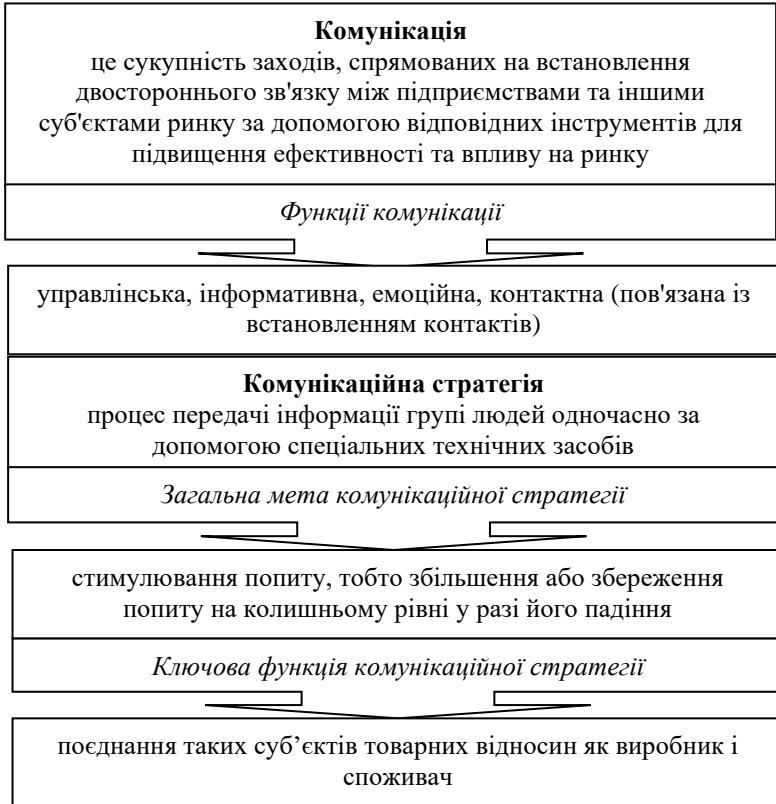 Комунікація
це сукупність заходів, спрямованих на встановлення
двостороннього зв'язку між підприємствами та іншими
суб'єктами ринку за допомогою відповідних інструментів для
підвищення ефективності та впливу на ринку
Функції комунікації
управлінська, інформативна, емоційна, контактна (пов'язана із
встановленням контактів)
Комунікаційна стратегія
процес передачі інформації групі людей одночасно за
допомогою спеціальних технічних засобів
Загальна мета комунікаційної стратегії
стимулювання попиту, тобто збільшення або збереження
попиту на колишньому рівні у разі його падіння
Ключова функція комунікаційної стратегії
поєднання таких суб’єктів товарних відносин як виробник і
споживач